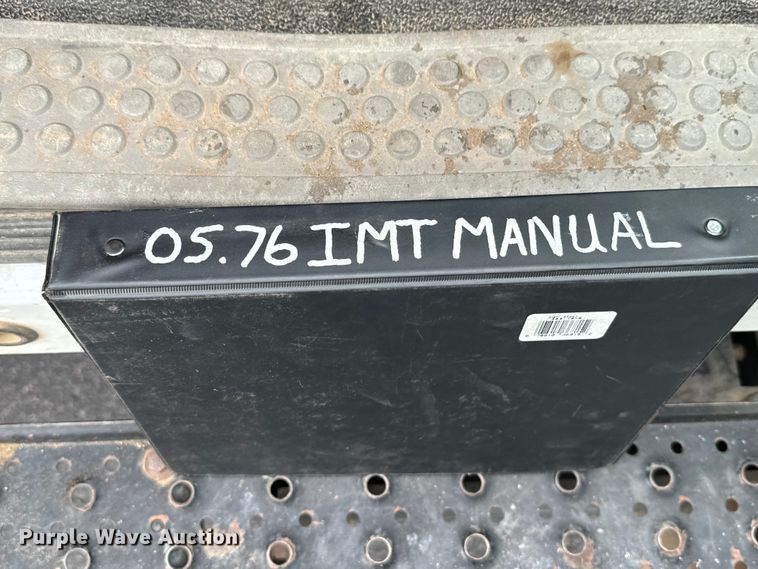 05.76 IMT MANUAL
Purple Wave Auction